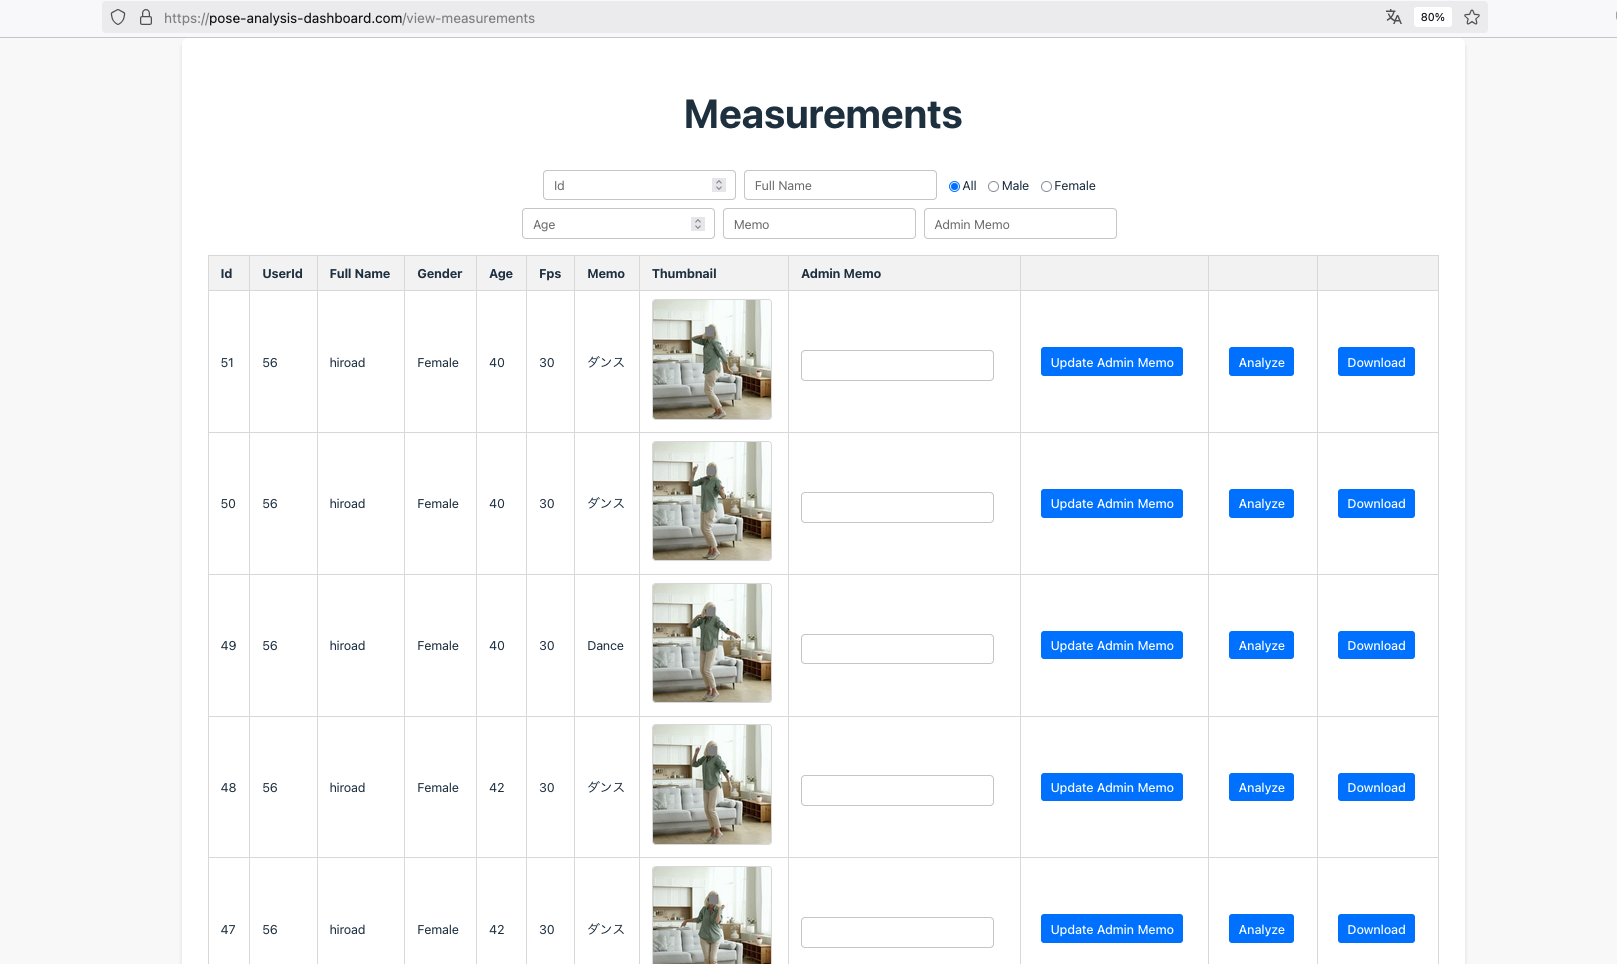 https://pose-analysis-dashboard.com/view-measurements 80%
Measurements
Id Full Name All Male Female
Age Memo Admin Memo
Id UserId Full Name Gender Age Fps Memo Thumbnail Admin Memo
51 56 hiroad Female 40 30 ダンス Update Admin Memo Analyze Download
50 56 hiroad Female 40 30 ダンス Update Admin Memo Analyze Download
49 56 hiroad Female 40 30 Dance Update Admin Memo Analyze Download
48 56 hiroad Female 42 30 ダンス Update Admin Memo Analyze Download
47 56 hiroad Female 42 30 ダンス Update Admin Memo Analyze Download